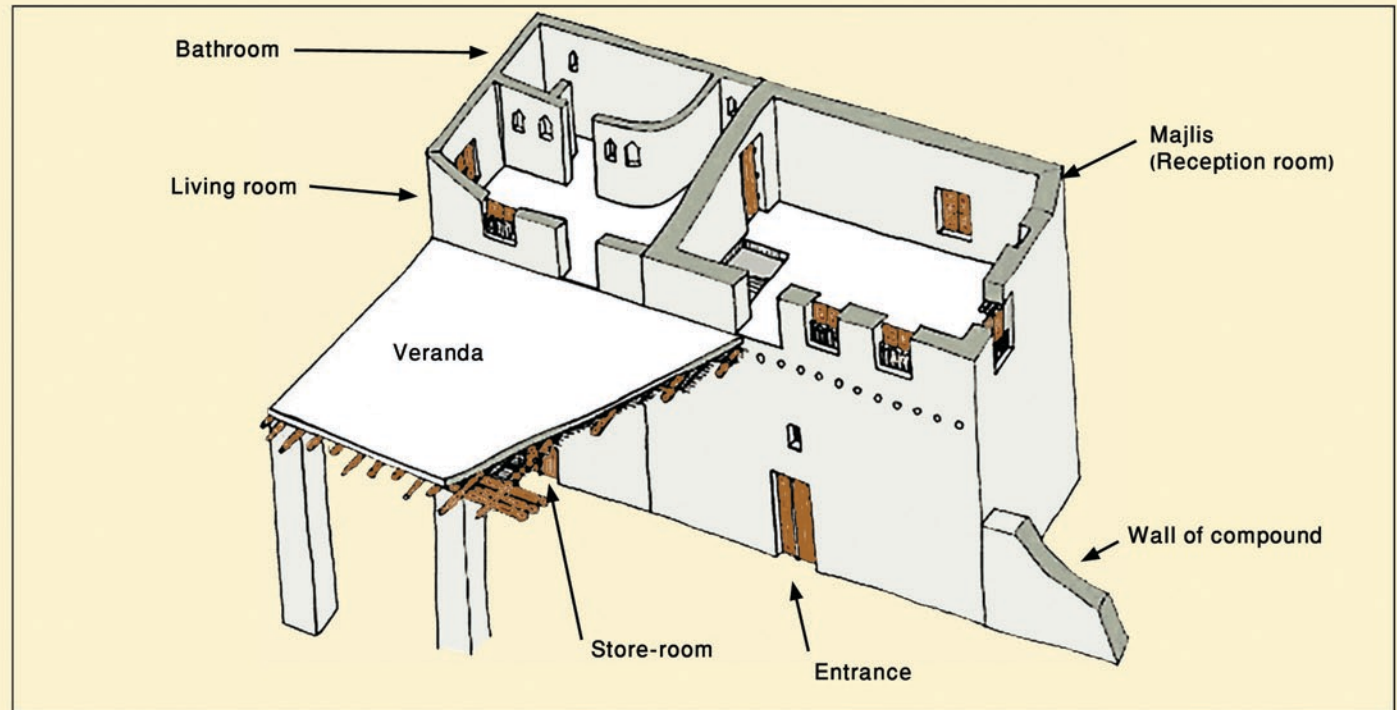 Bathroom
Majlis
(Reception room)
Living room
Veranda
Wall of compound
Store-room
Entrance